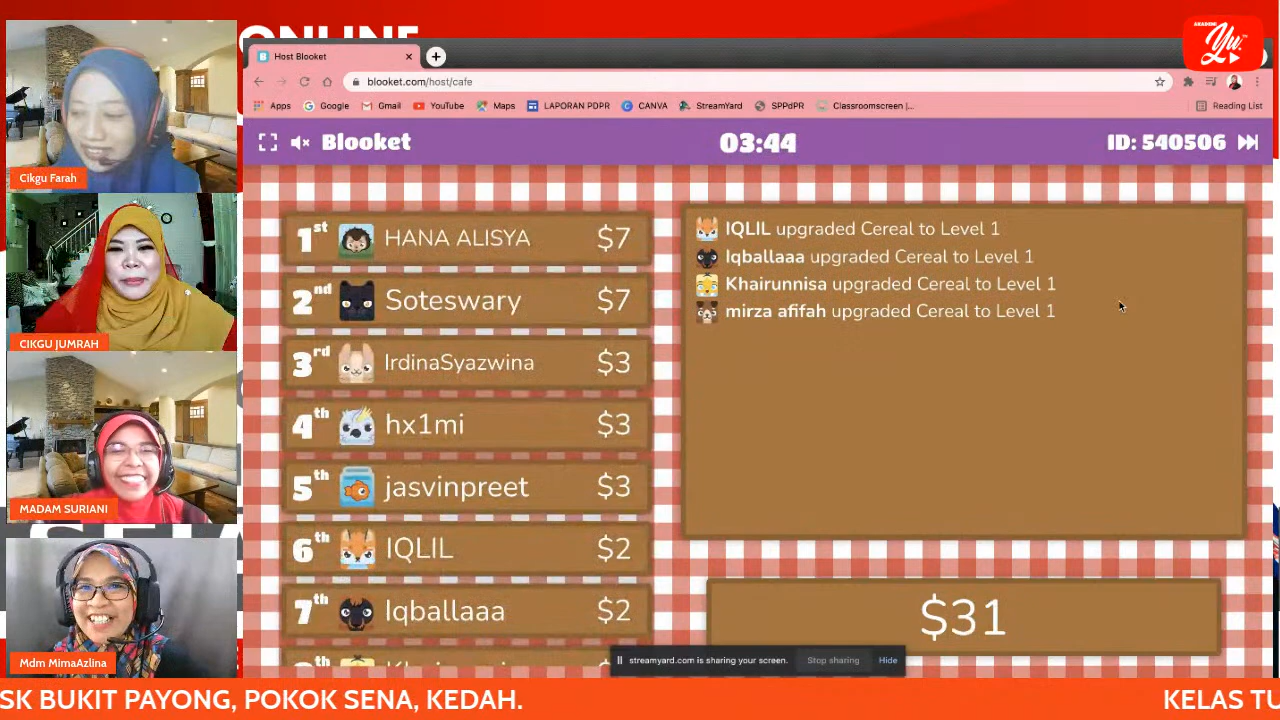 ONLINE
AKADEMI
Yu
Host Blooket
blooket.com/host/cafe
Apps Google Gmail YouTube Maps LAPORAN PDPR CANVA StreamYard SPPdPR Classroomscreen |... Reading List
Blooket 03:44 ID: 540506
1st HANA ALISYA $7
2nd Soteswary $7
3rd IrdinaSyazwina $3
4th hx1mi $3
5th jasvinpreet $3
6th IQLIL $2
7th Iqballaaa $2
IQLIL upgraded Cereal to Level 1
Iqballaaa upgraded Cereal to Level 1
Khairunnisa upgraded Cereal to Level 1
mirza afifah upgraded Cereal to Level 1
$31
streamyard.com is sharing your screen. Stop sharing Hide
Cikgu Farah
CIKGU JUMRAH
MADAM SURIANI
Mdm MimaAzlina
SK BUKIT PAYONG, POKOK SENA, KEDAH. KELAS TU